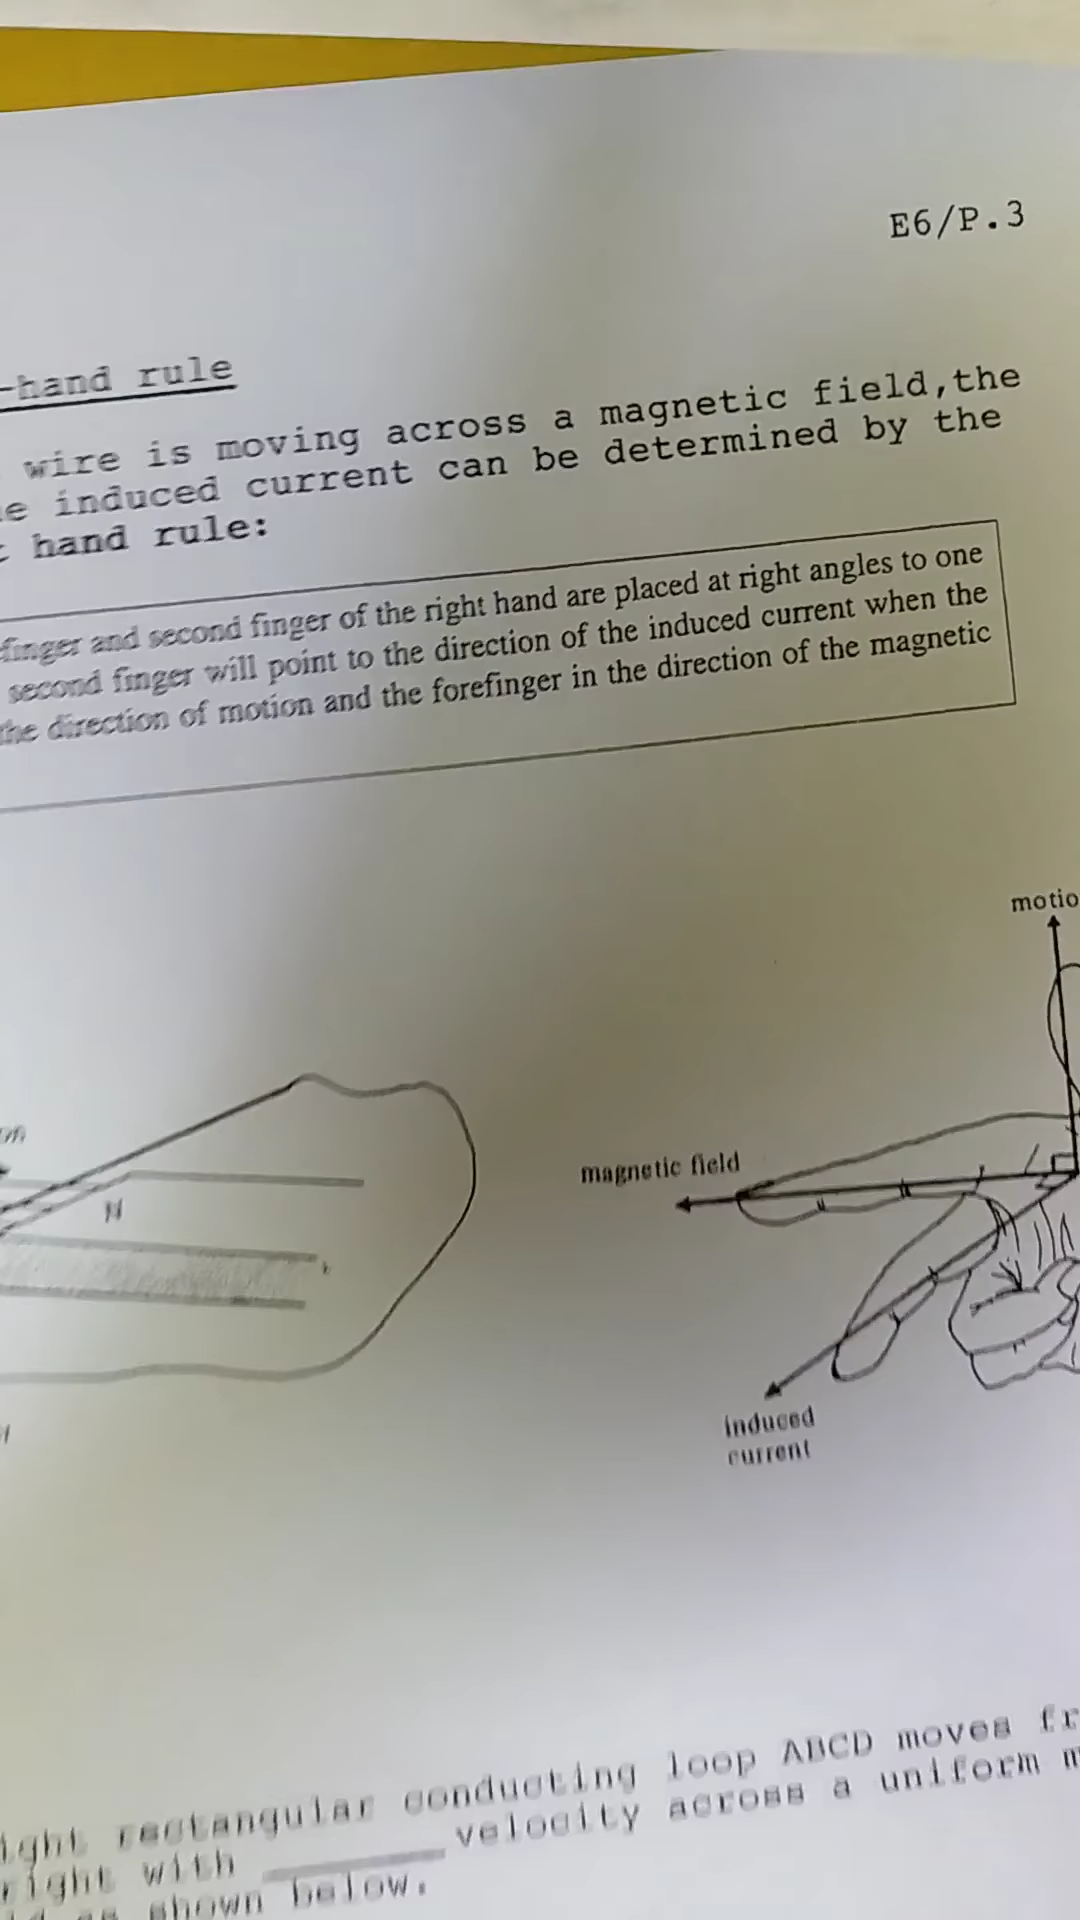 E6/P.3
-hand rule
wire is moving across a magnetic field,the
e induced current can be determined by the
hand rule:
finger and second finger of the right hand are placed at right angles to one
second finger will point to the direction of the induced current when the
the direction of motion and the forefinger in the direction of the magnetic
motio
magnetic field
N
induced
current
ight rectangular conducting loop ABCD moves fr
right with ________ velocity across a uniform m
shown below.